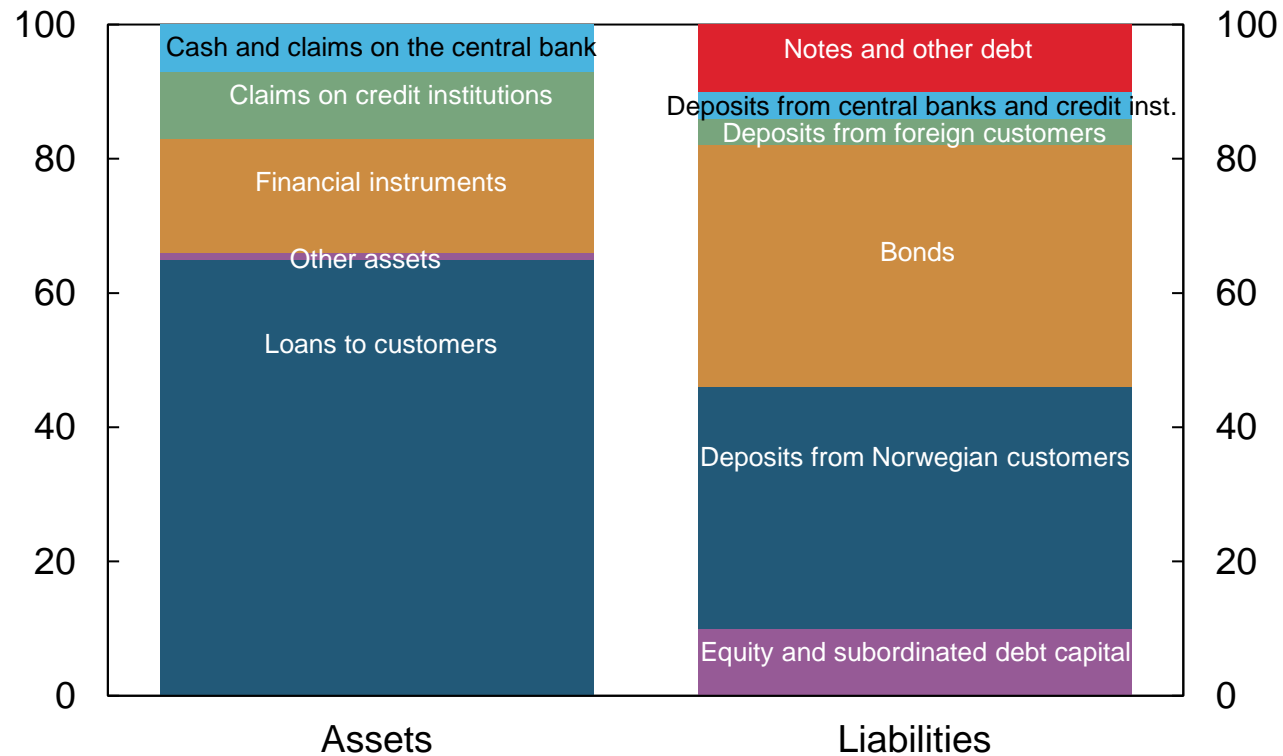 100
80
60
40
20
0
Cash and claims on the central bank
Claims on credit institutions
Financial instruments
Other assets
Loans to customers
Notes and other debt
Deposits from central banks and credit inst.
Deposits from foreign customers
Bonds
Deposits from Norwegian customers
Equity and subordinated debt capital
100
80
60
40
20
0
Assets
Liabilities